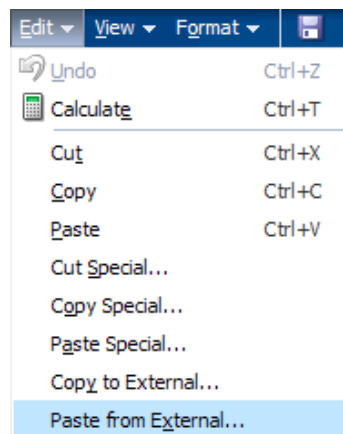 Edit View Format
Undo Ctrl+Z
Calculate Ctrl+T
Cut Ctrl+X
Copy Ctrl+C
Paste Ctrl+V
Cut Special...
Copy Special...
Paste Special...
Copy to External...
Paste from External...